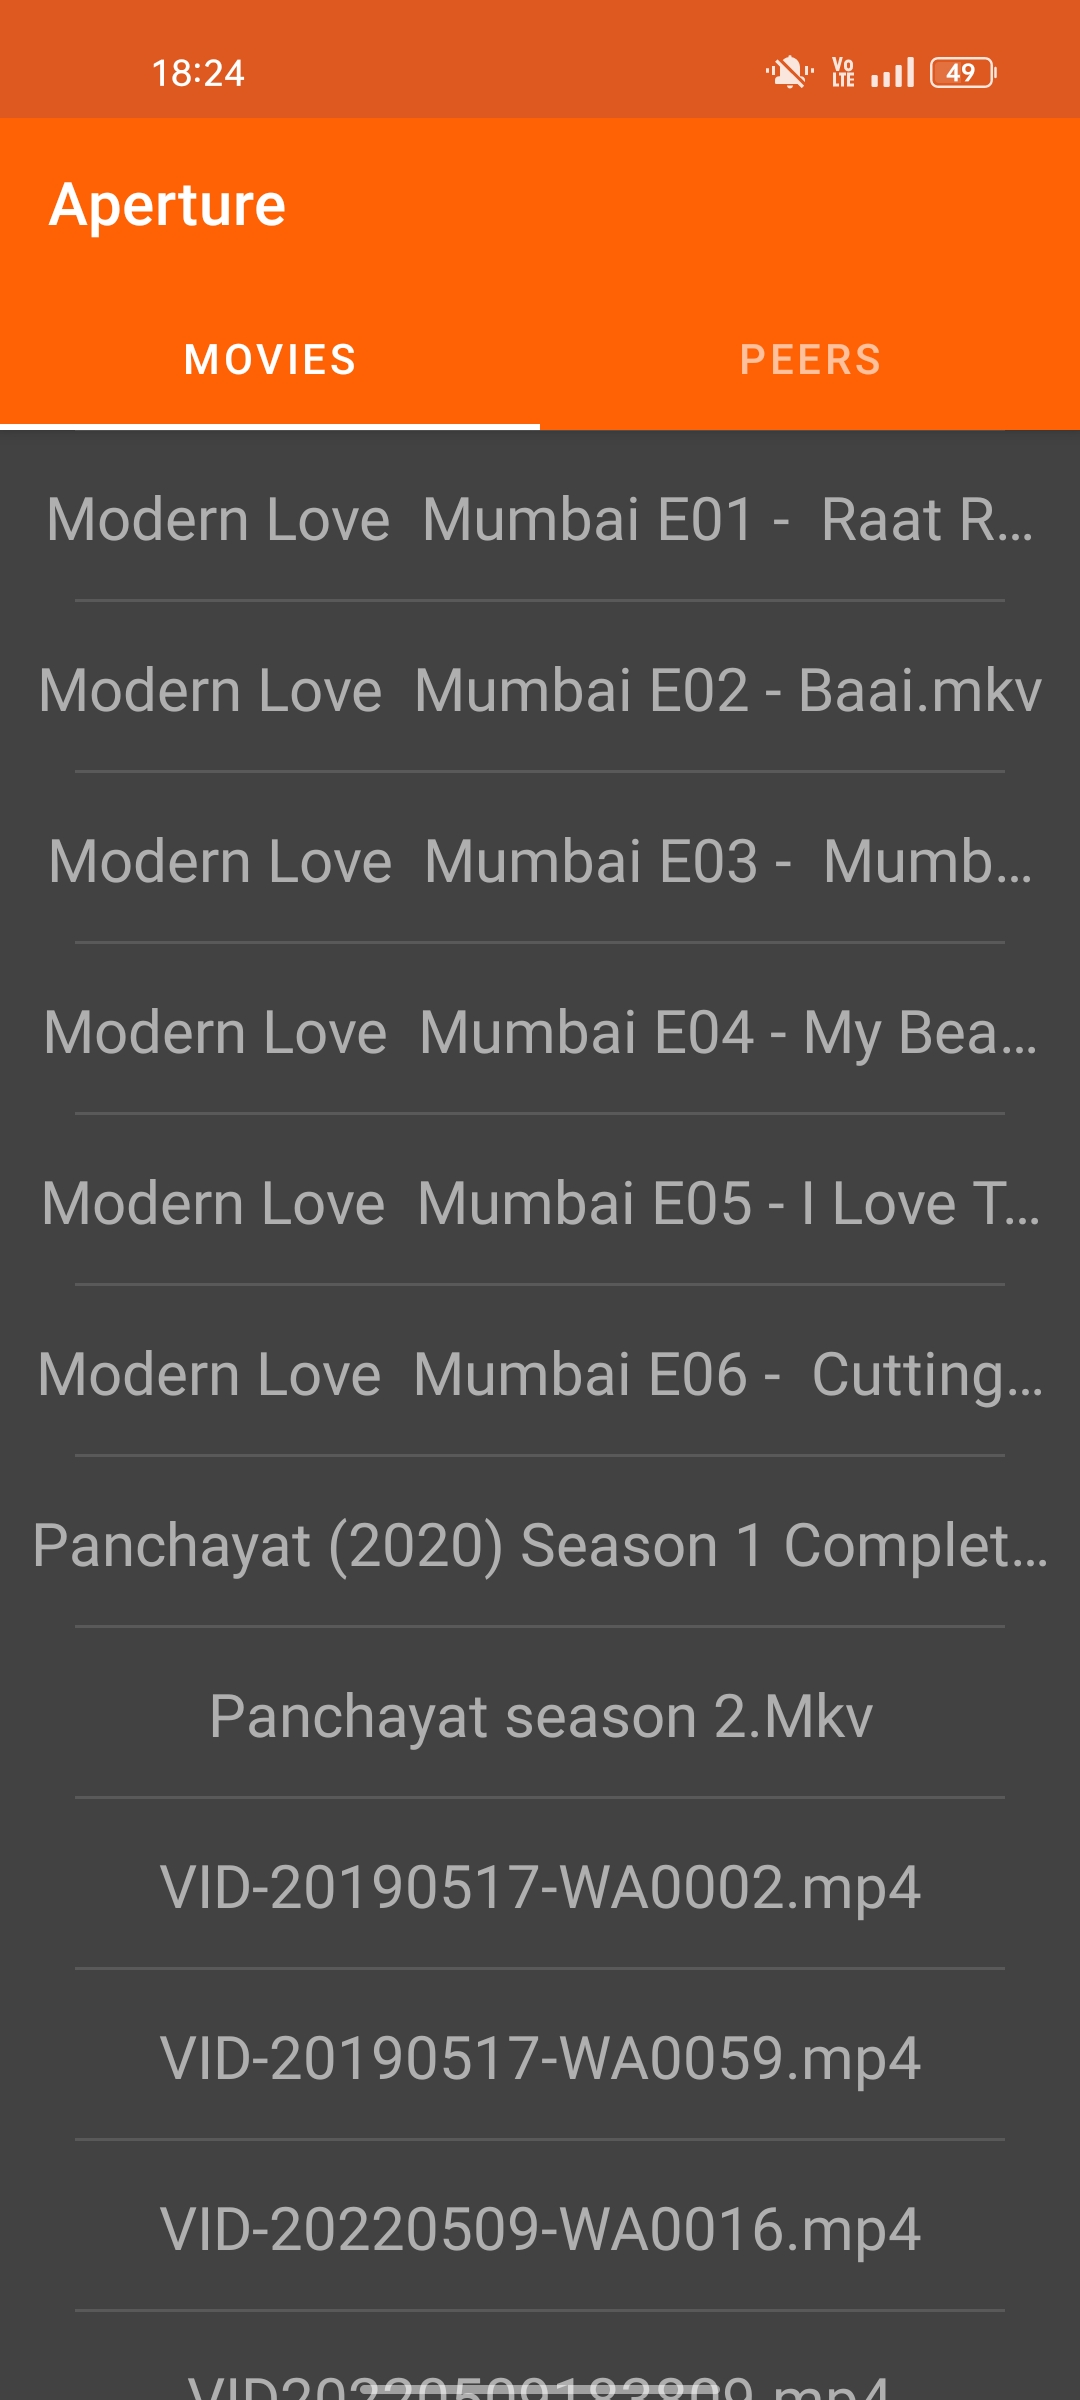 18:24
Vo
LTE
49
Aperture
MOVIES
PEERS
Modern Love  Mumbai E01 -  Raat R...
Modern Love  Mumbai E02 - Baai.mkv
Modern Love  Mumbai E03 -  Mumb...
Modern Love  Mumbai E04 - My Bea...
Modern Love  Mumbai E05 - I Love T...
Modern Love  Mumbai E06 -  Cutting...
Panchayat (2020) Season 1 Complet...
Panchayat season 2.Mkv
VID-20190517-WA0002.mp4
VID-20190517-WA0059.mp4
VID-20220509-WA0016.mp4
VID20220509183809.mp4